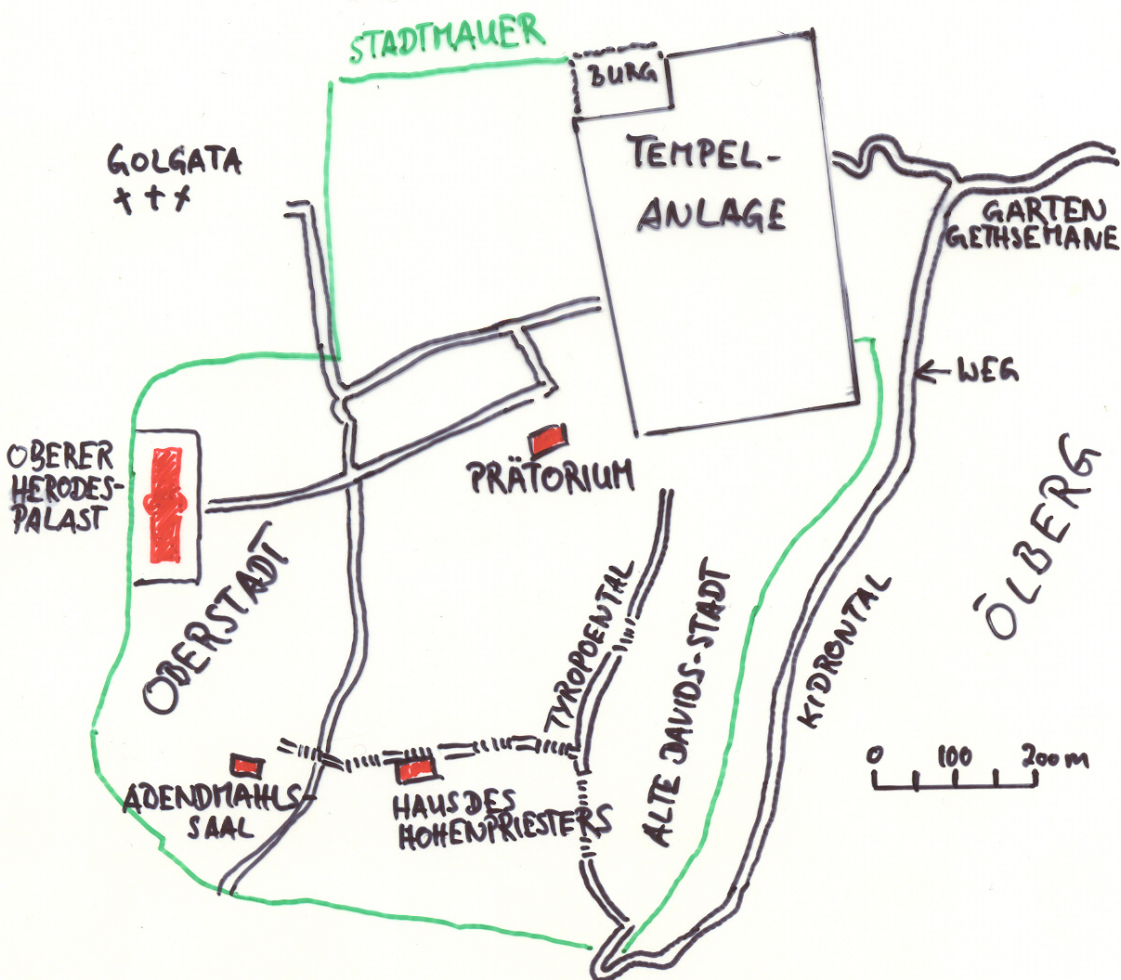 STADTMAUER
BURG
GOLGATA
TEMPEL-
ANLAGE
GARTEN
GETHSEMANE
WEG
OBERER
HERODES-
PALAST
PRÄTORIUM
ÖLBERG
OBERSTADT
TYROPOENTAL
ALTE DAVIDS-STADT
KIDRONTAL
0 100 200 m
ABENDMAHLS-
SAAL
HAUS DES
HOHENPRIESTERS